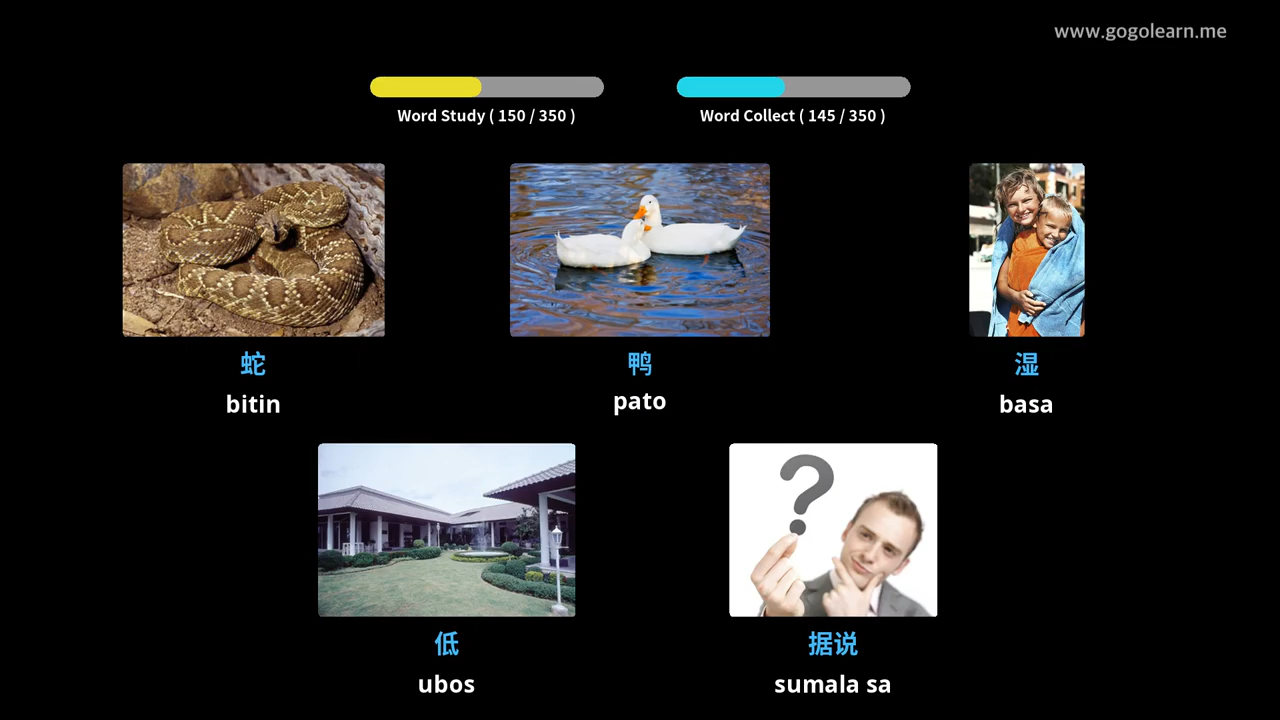 www.gogolearn.me
Word Study ( 150 / 350 )
Word Collect ( 145 / 350 )
蛇
bitin
鸭
pato
湿
basa
低
ubos
据说
sumala sa